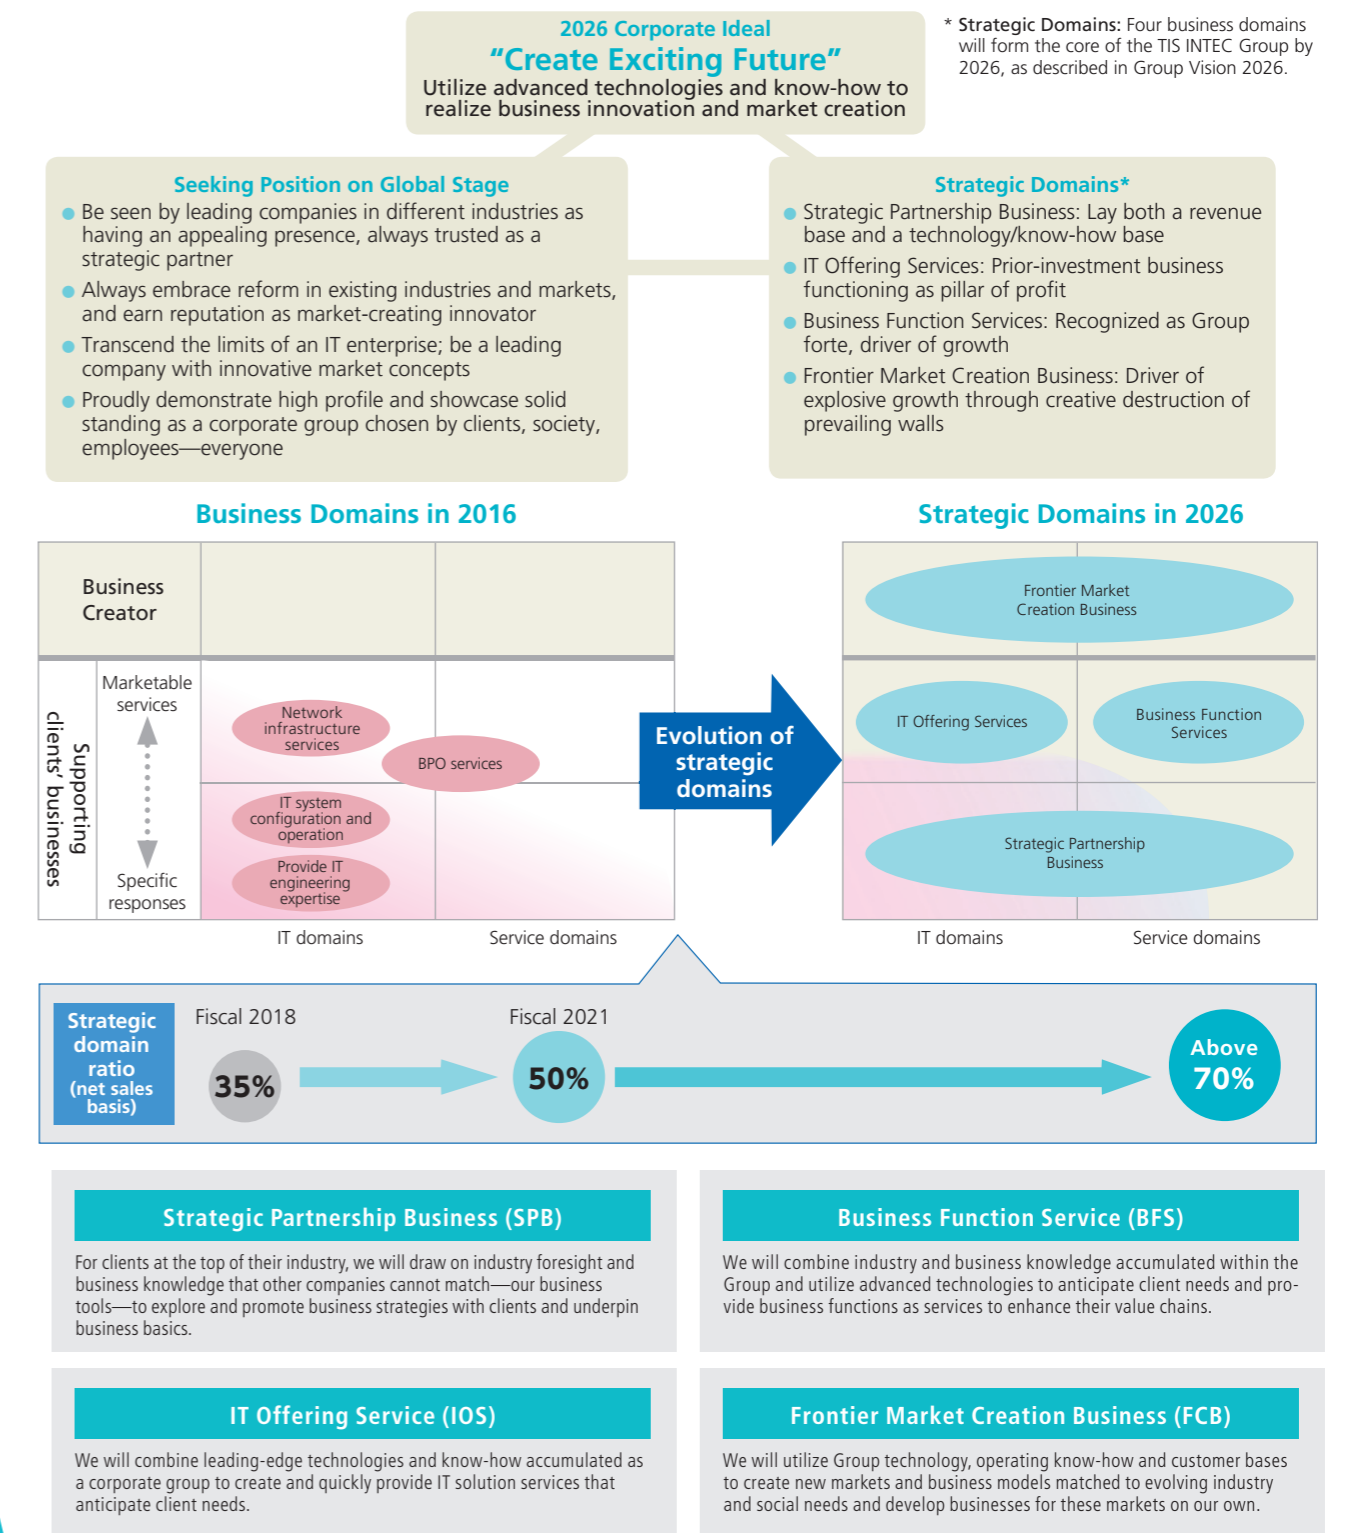 2026 Corporate Ideal
“Create Exciting Future”
Utilize advanced technologies and know-how to
realize business innovation and market creation
* Strategic Domains: Four business domains
will form the core of the TIS INTEC Group by
2026, as described in Group Vision 2026.
Seeking Position on Global Stage
Be seen by leading companies in different industries as
having an appealing presence, always trusted as a
strategic partner
Always embrace reform in existing industries and markets,
and earn reputation as market-creating innovator
Transcend the limits of an IT enterprise; be a leading
company with innovative market concepts
Proudly demonstrate high profile and showcase solid
standing as a corporate group chosen by clients, society,
employees—everyone
Strategic Domains*
Strategic Partnership Business: Lay both a revenue
base and a technology/know-how base
IT Offering Services: Prior-investment business
functioning as pillar of profit
Business Function Services: Recognized as Group
forte, driver of growth
Frontier Market Creation Business: Driver of
explosive growth through creative destruction of
prevailing walls
Business Domains in 2016
Business
Creator
Supporting
clients’ businesses
Marketable
services
Specific
responses
Network
infrastructure
services
BPO services
IT system
configuration and
operation
Provide IT
engineering
expertise
IT domains
Service domains
Evolution of
strategic
domains
Strategic Domains in 2026
Frontier Market
Creation Business
IT Offering Services
Business Function
Services
Strategic Partnership
Business
IT domains
Service domains
Strategic
domain
ratio
(net sales
basis)
Fiscal 2018
35%
Fiscal 2021
50%
Above
70%
Strategic Partnership Business (SPB)
For clients at the top of their industry, we will draw on industry foresight and
business knowledge that other companies cannot match—our business
tools—to explore and promote business strategies with clients and underpin
business basics.
Business Function Service (BFS)
We will combine industry and business knowledge accumulated within the
Group and utilize advanced technologies to anticipate client needs and pro-
vide business functions as services to enhance their value chains.
IT Offering Service (IOS)
We will combine leading-edge technologies and know-how accumulated as
a corporate group to create and quickly provide IT solution services that
anticipate client needs.
Frontier Market Creation Business (FCB)
We will utilize Group technology, operating know-how and customer bases
to create new markets and business models matched to evolving industry
and social needs and develop businesses for these markets on our own.